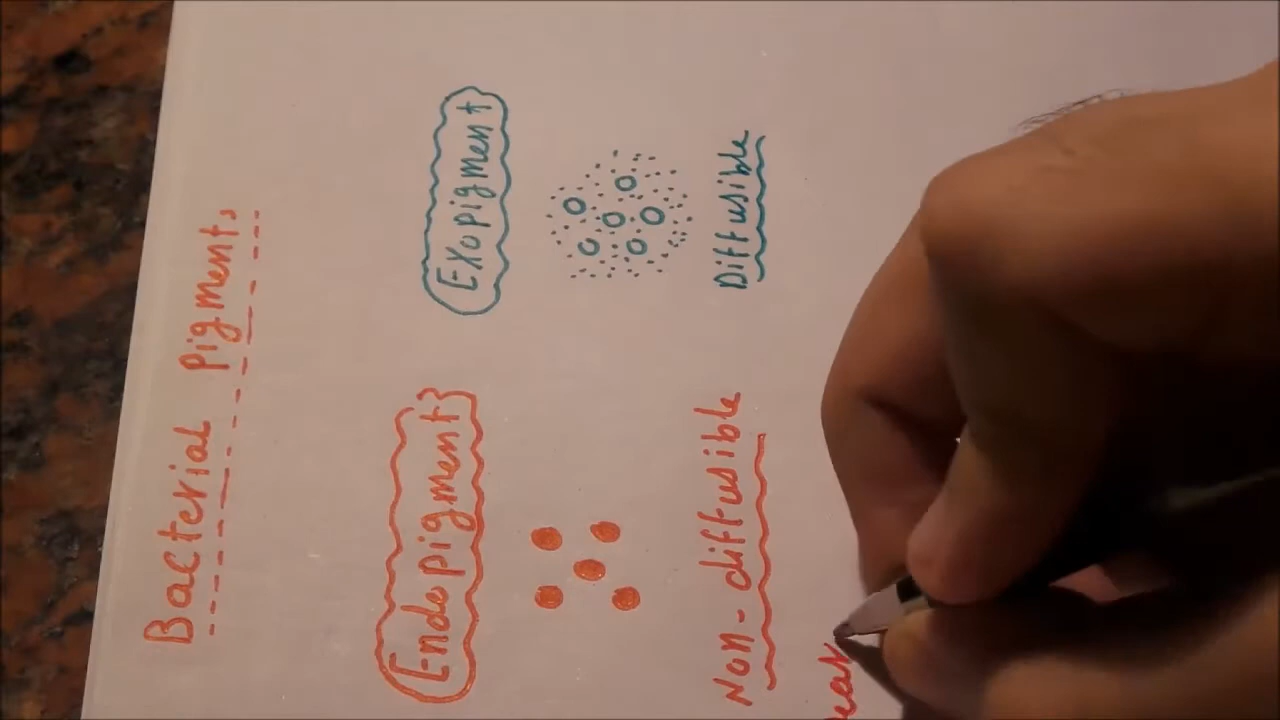 Bacterial Pigments
Endopigment Exopigment
Non-diffusible Diffusible